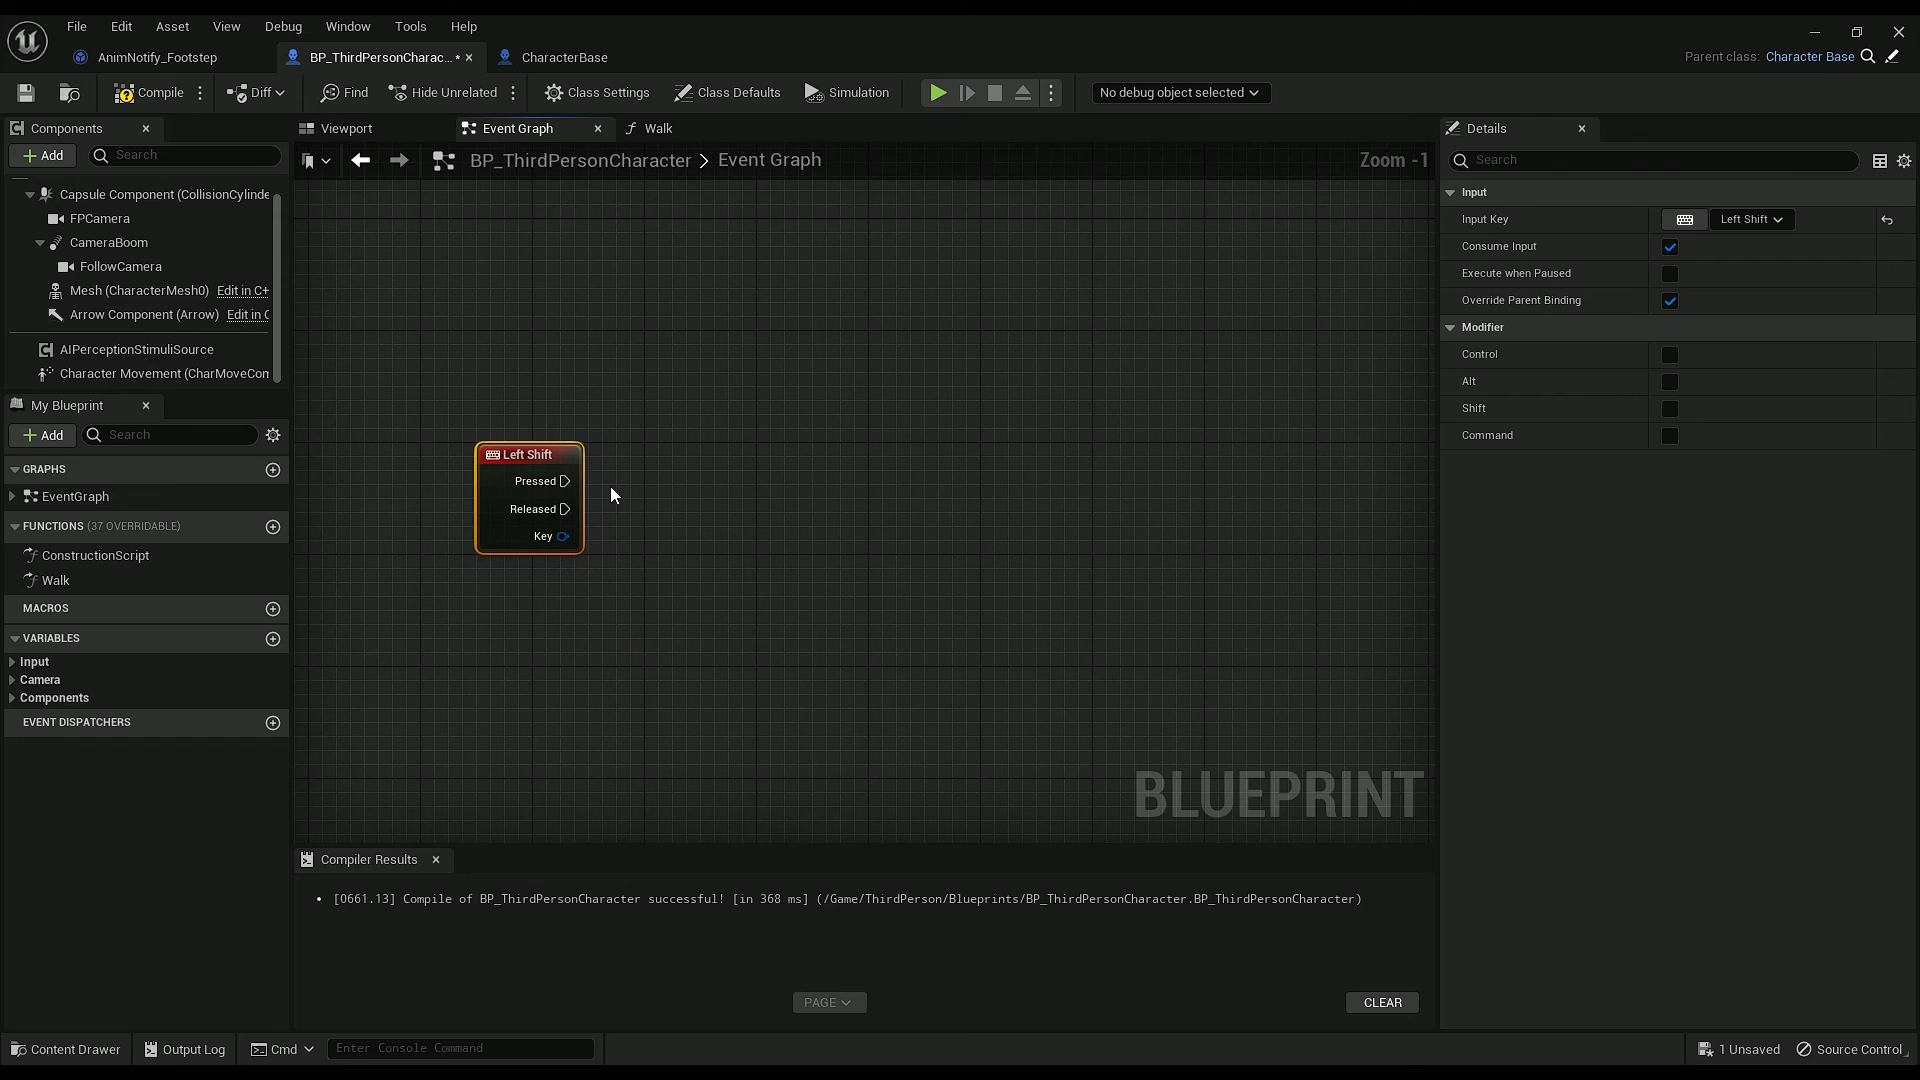 File Edit Asset View Debug Window Tools Help
AnimNotify_Footstep BP_ThirdPersonCharac... • CharacterBase Parent class: Character Base
Compile Diff Find Hide Unrelated Class Settings Class Defaults Simulation No debug object selected
Components
Add Search
Capsule Component (CollisionCylinde
FPCamera
CameraBoom
FollowCamera
Mesh (CharacterMesh0) Edit in C+
Arrow Component (Arrow) Edit in C
AIPerceptionStimuliSource
Character Movement (CharMoveCom
My Blueprint
Add Search
GRAPHS
EventGraph
FUNCTIONS (37 OVERRIDABLE)
ConstructionScript
Walk
MACROS
VARIABLES
Input
Camera
Components
EVENT DISPATCHERS
Viewport Event Graph Walk
BP_ThirdPersonCharacter > Event Graph Zoom -1
Left Shift
Pressed
Released
Key
BLUEPRINT
Compiler Results
• [0661.13] Compile of BP_ThirdPersonCharacter successful! [in 368 ms] (/Game/ThirdPerson/Blueprints/BP_ThirdPersonCharacter.BP_ThirdPersonCharacter)
PAGE CLEAR
Details
Search
Input
Input Key Left Shift
Consume Input
Execute when Paused
Override Parent Binding
Modifier
Control
Alt
Shift
Command
Content Drawer Output Log Cmd Enter Console Command 1 Unsaved Source Control